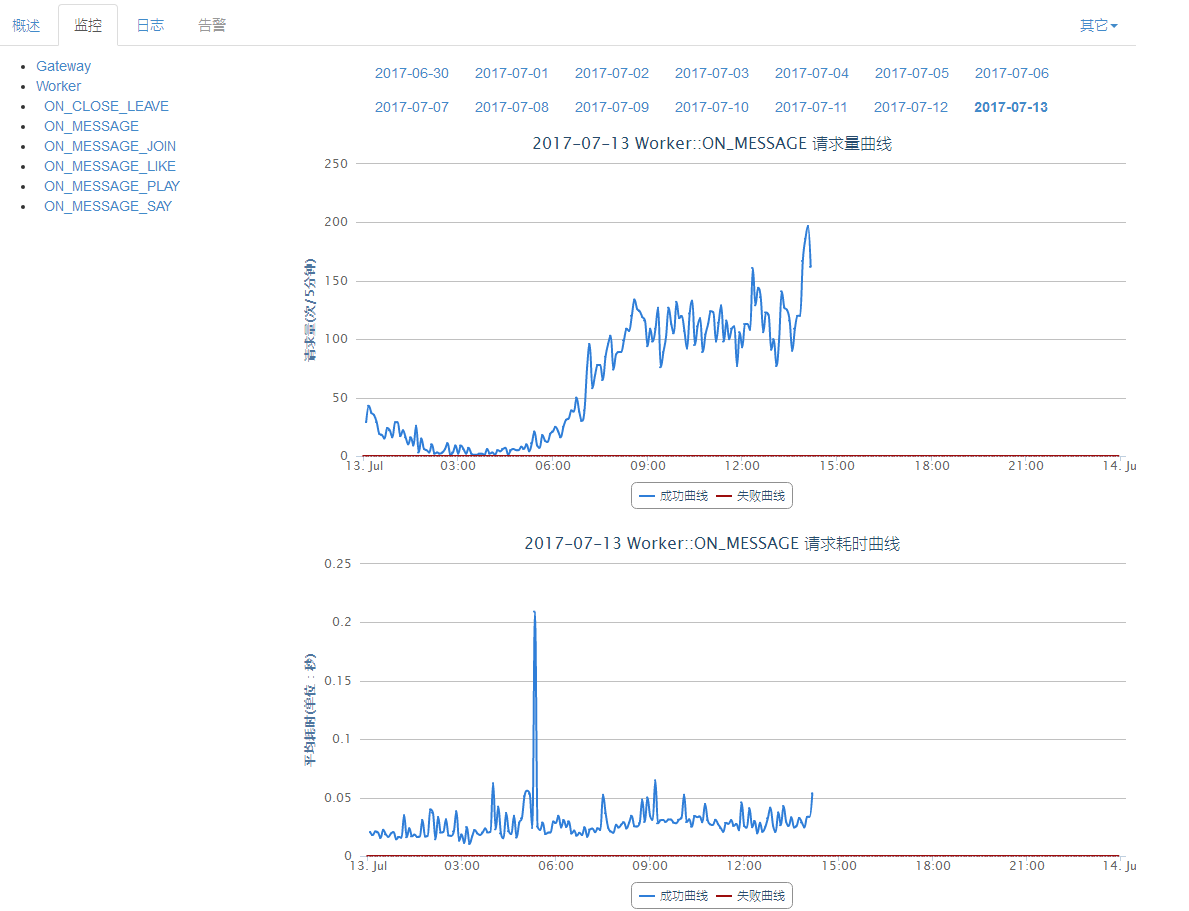 概述 监控 日志 告警 其它
Gateway
Worker
ON_CLOSE_LEAVE
ON_MESSAGE
ON_MESSAGE_JOIN
ON_MESSAGE_LIKE
ON_MESSAGE_PLAY
ON_MESSAGE_SAY
2017-06-30 2017-07-01 2017-07-02 2017-07-03 2017-07-04 2017-07-05 2017-07-06
2017-07-07 2017-07-08 2017-07-09 2017-07-10 2017-07-11 2017-07-12 2017-07-13
2017-07-13 Worker::ON_MESSAGE 请求量曲线
请求量(次/5分钟)
250
200
150
100
50
0
13. Jul 03:00 06:00 09:00 12:00 15:00 18:00 21:00 14. Ju
成功曲线 失败曲线
2017-07-13 Worker::ON_MESSAGE 请求耗时曲线
平均耗时(单位：秒)
0.25
0.2
0.15
0.1
0.05
0
13. Jul 03:00 06:00 09:00 12:00 15:00 18:00 21:00 14. Ju
成功曲线 失败曲线